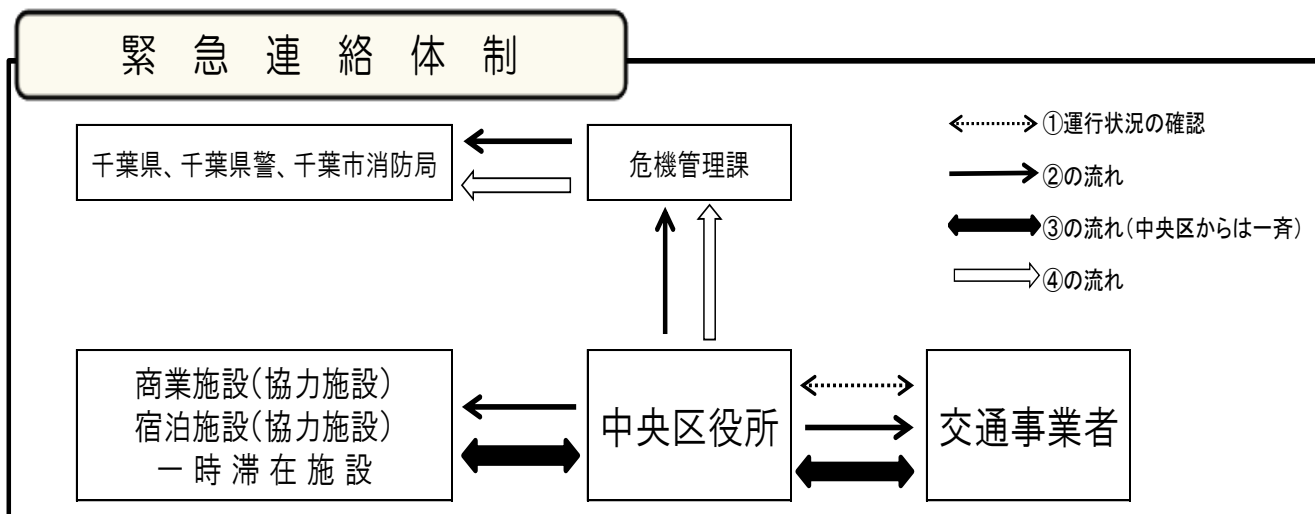 緊急連絡体制
千葉県、千葉県警、千葉市消防局
危機管理課
①運行状況の確認
②の流れ
③の流れ(中央区からは一斉)
④の流れ
商業施設(協力施設)
宿泊施設(協力施設)
一時滞在施設
中央区役所
交通事業者